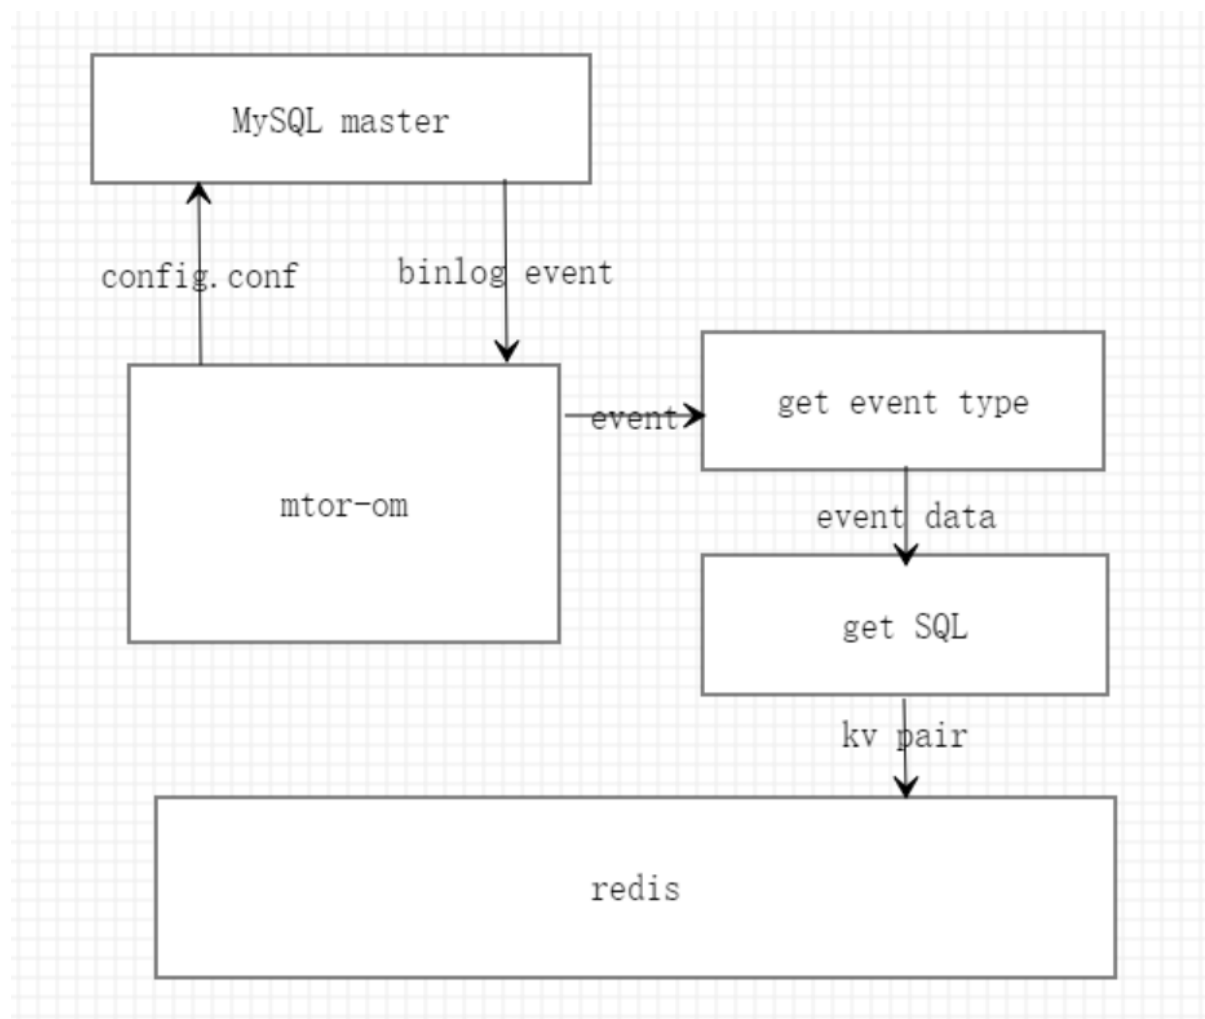 MySQL master
config.conf
binlog event
mtor-om
event
get event type
event data
get SQL
kv pair
redis